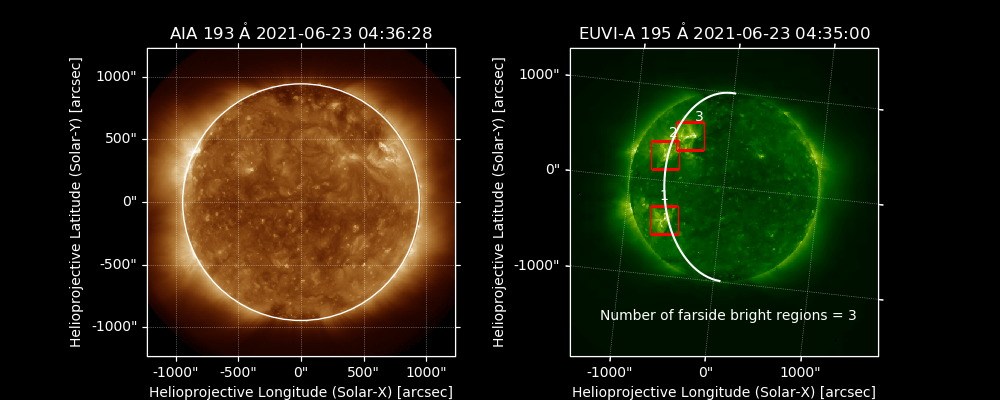 AIA 193 Å 2021-06-23 04:36:28
Helioprojective Latitude (Solar-Y) [arcsec]
1000"
500"
0"
-500"
-1000"
-1000"
-500"
0"
500"
1000"
Helioprojective Longitude (Solar-X) [arcsec]
EUVI-A 195 Å 2021-06-23 04:35:00
Helioprojective Latitude (Solar-Y) [arcsec]
1000"
0"
-1000"
3
2
1
Number of farside bright regions = 3
-1000"
0"
1000"
Helioprojective Longitude (Solar-X) [arcsec]